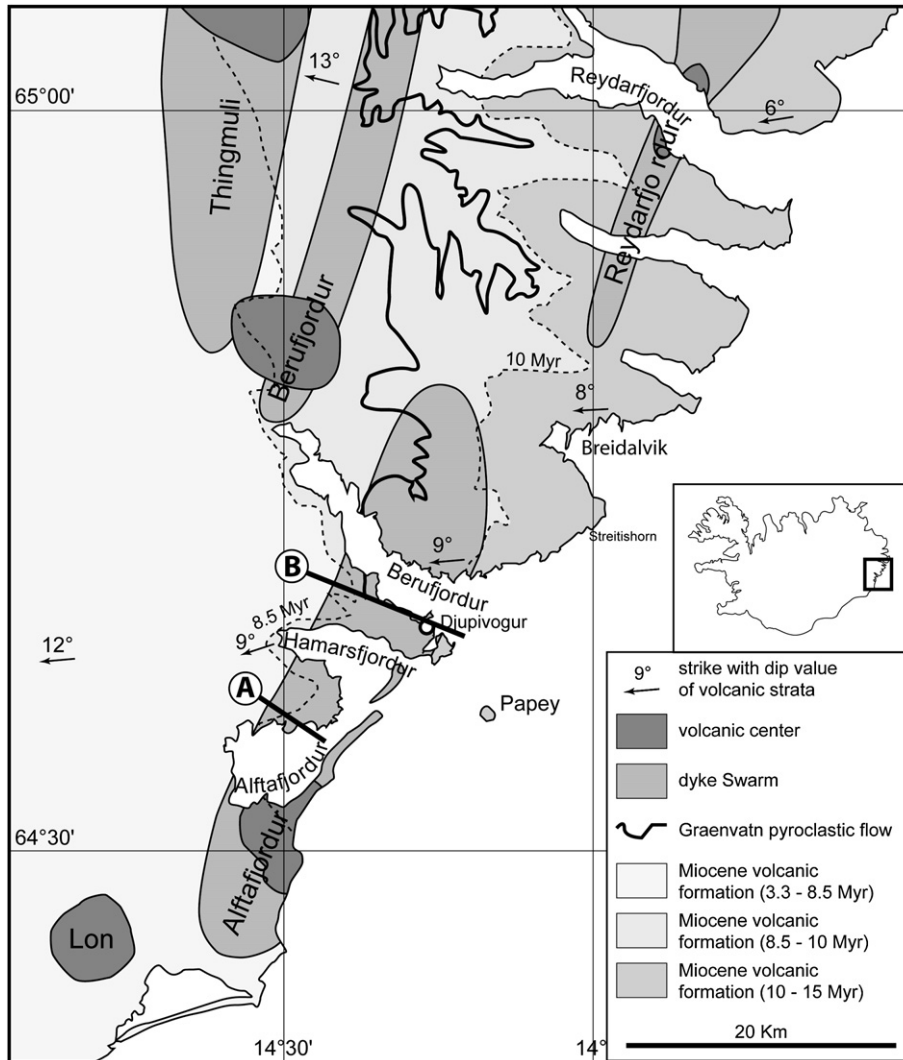 Reydarfjordur
13°
65°00'
6°
Thingmuli
Reydarfjo rdur
Berufjordur
10 Myr
8°
Breidalvik
Streitishorn
9°
B
Berufjordur
Djupivogur
8.5 Myr
9°
Hamarsfjordur
12°
A
Papey
Alftafjordur
64°30'
Alftafjordur
Lon
9°
strike with dip value
of volcanic strata
volcanic center
dyke Swarm
Graenvatn pyroclastic flow
Miocene volcanic
formation (3.3 - 8.5 Myr)
Miocene volcanic
formation (8.5 - 10 Myr)
Miocene volcanic
formation (10 - 15 Myr)
20 Km
14°30'
14°